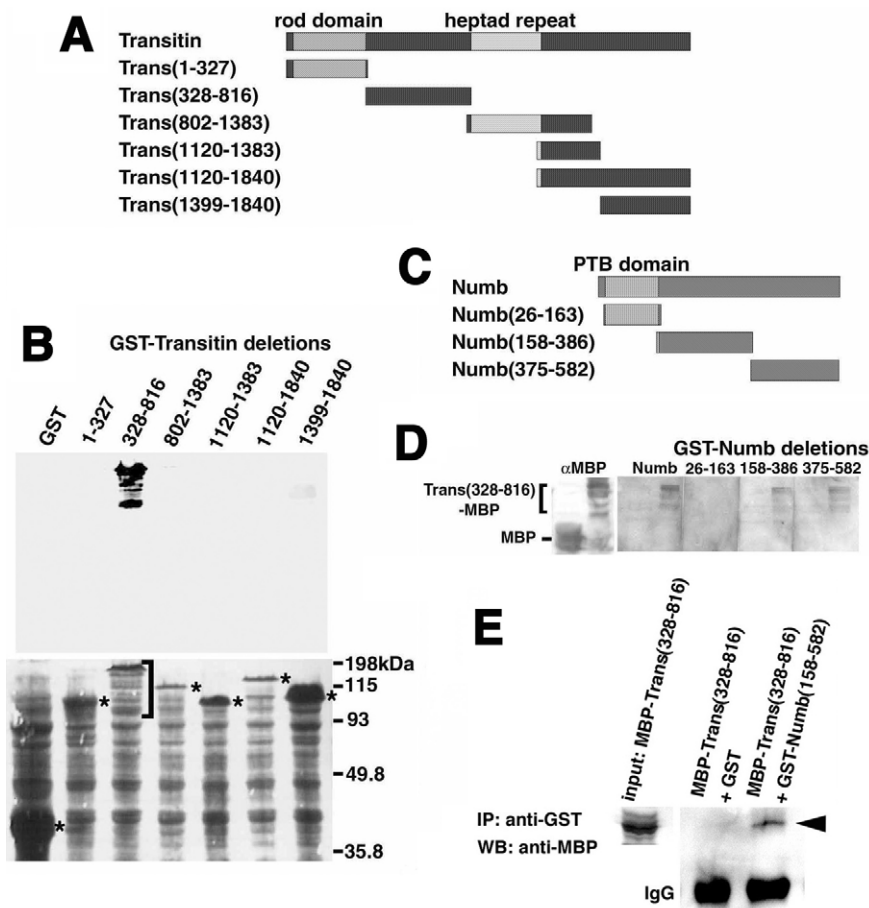 A
rod domain heptad repeat
Transitin
Trans(1-327)
Trans(328-816)
Trans(802-1383)
Trans(1120-1383)
Trans(1120-1840)
Trans(1399-1840)
C
PTB domain
Numb
Numb(26-163)
Numb(158-386)
Numb(375-582)
B
GST-Transitin deletions
GST
1-327
328-816
802-1383
1120-1383
1120-1840
1399-1840
198kDa
115
93
49.8
35.8
* * * * * *
D
GST-Numb deletions
αMBP Numb 26-163 158-386 375-582
Trans(328-816)
-MBP
MBP
E
input: MBP-Trans(328-816)
MBP-Trans(328-816)
+ GST
MBP-Trans(328-816)
+ GST-Numb(158-582)
IP: anti-GST
WB: anti-MBP
IgG